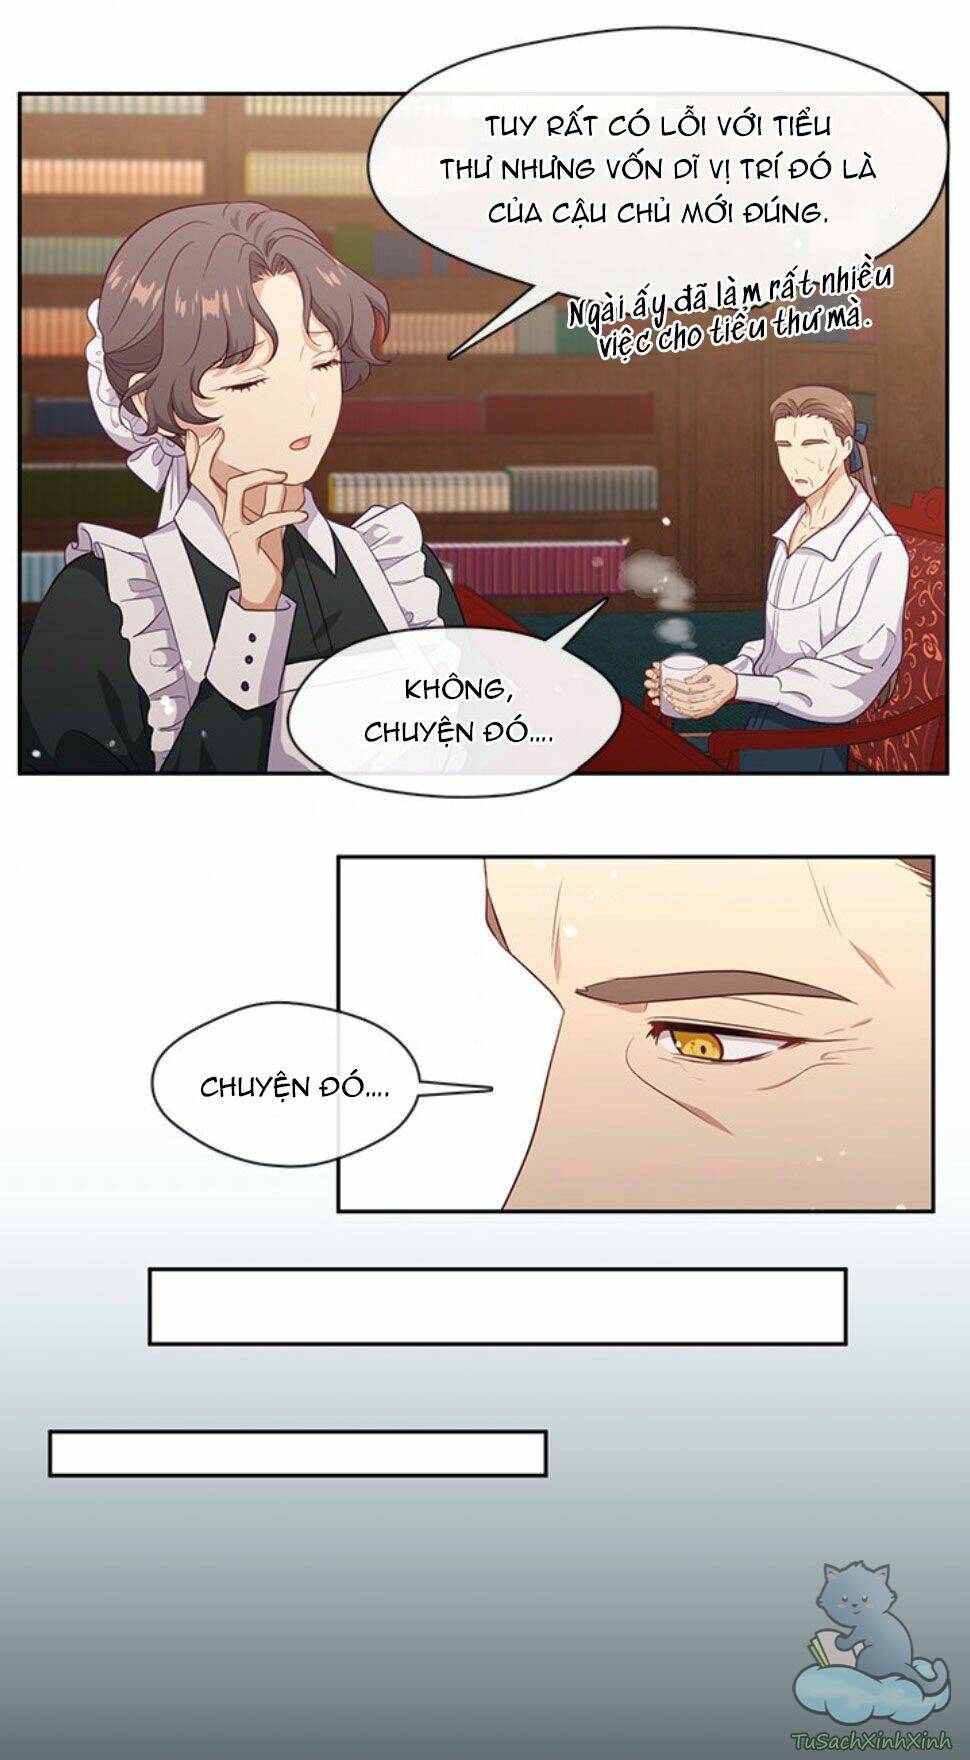 TUY RẤT CÓ LỖI VỚI TIỂU
THƯ NHƯNG VỐN DĨ VỊ TRÍ ĐÓ LÀ
CỦA CẬU CHỦ MỚI ĐÚNG.
Ngài ấy đã làm rất nhiều
việc cho tiểu thư mà.
KHÔNG,
CHUYỆN ĐÓ....
CHUYỆN ĐÓ....
TuSachXinhXinh